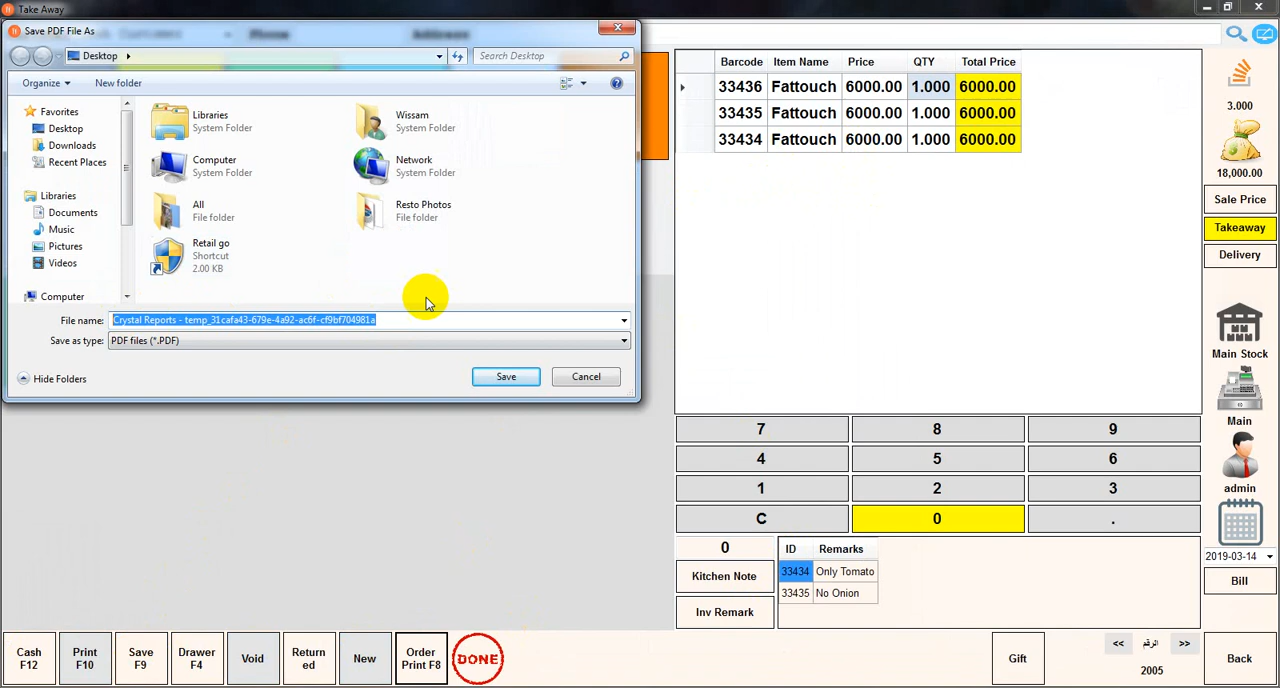 Take Away
Save PDF File As
Customers
Phone
Address
Desktop
Search Desktop
Organize
New folder
Favorites
Desktop
Downloads
Recent Places
Libraries
Documents
Music
Pictures
Videos
Computer
Libraries
System Folder
Wissam
System Folder
Computer
System Folder
Network
System Folder
All
File folder
Resto Photos
File folder
Retail go
Shortcut
2.00 KB
File name: Crystal Reports - temp_31cafa43-679e-4a92-ac6f-cf9bf704981a
Save as type: PDF files (*.PDF)
Hide Folders
Save
Cancel
Barcode Item Name Price QTY Total Price
33436 Fattouch 6000.00 1.000 6000.00
33435 Fattouch 6000.00 1.000 6000.00
33434 Fattouch 6000.00 1.000 6000.00
3.000
18,000.00
Sale Price
Takeaway
Delivery
Main Stock
Main
admin
2019-03-14
Bill
7 8 9
4 5 6
1 2 3
C 0 .
0
Kitchen Note
Inv Remark
ID Remarks
33434 Only Tomato
33435 No Onion
Cash
F12
Print
F10
Save
F9
Drawer
F4
Void
Return
ed
New
Order
Print F8
DONE
Gift
<< الرقم >>
2005
Back